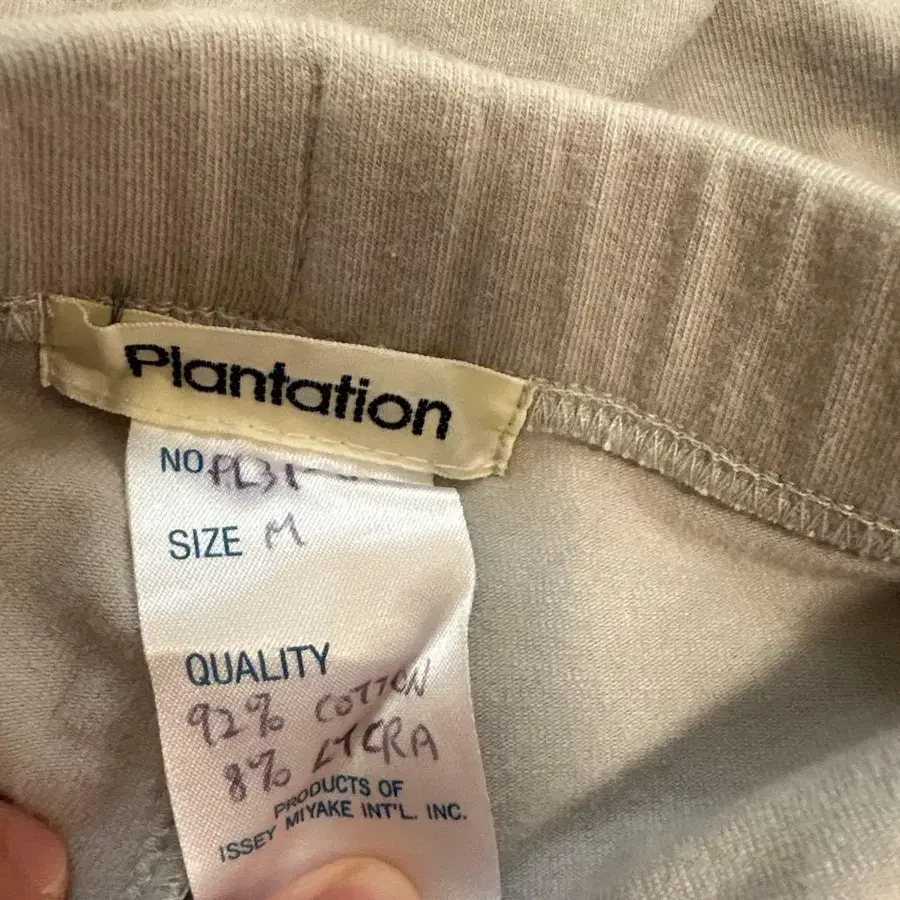 Plantation
NO PL31-
SIZE M
QUALITY
92% COTTON
8% LYCRA
PRODUCTS OF
ISSEY MIYAKE INT'L. INC.